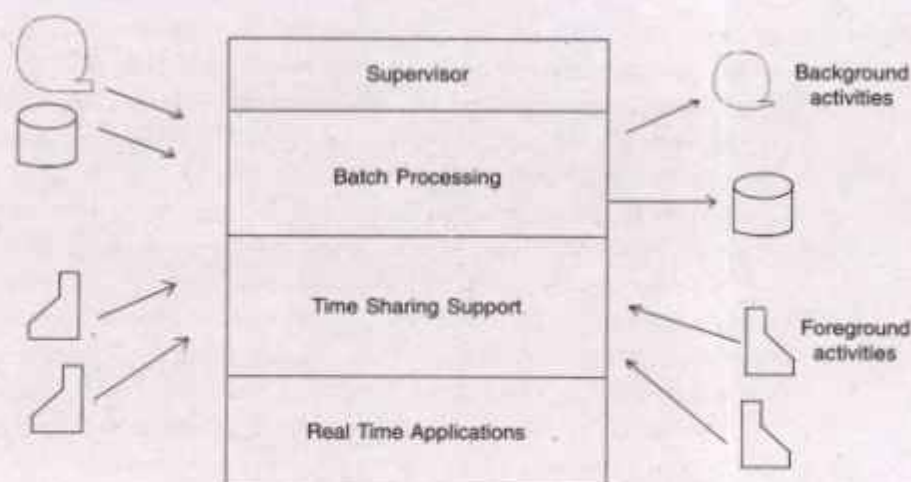 Supervisor
Background
activities
Batch Processing
Time Sharing Support
Foreground
activities
Real Time Applications